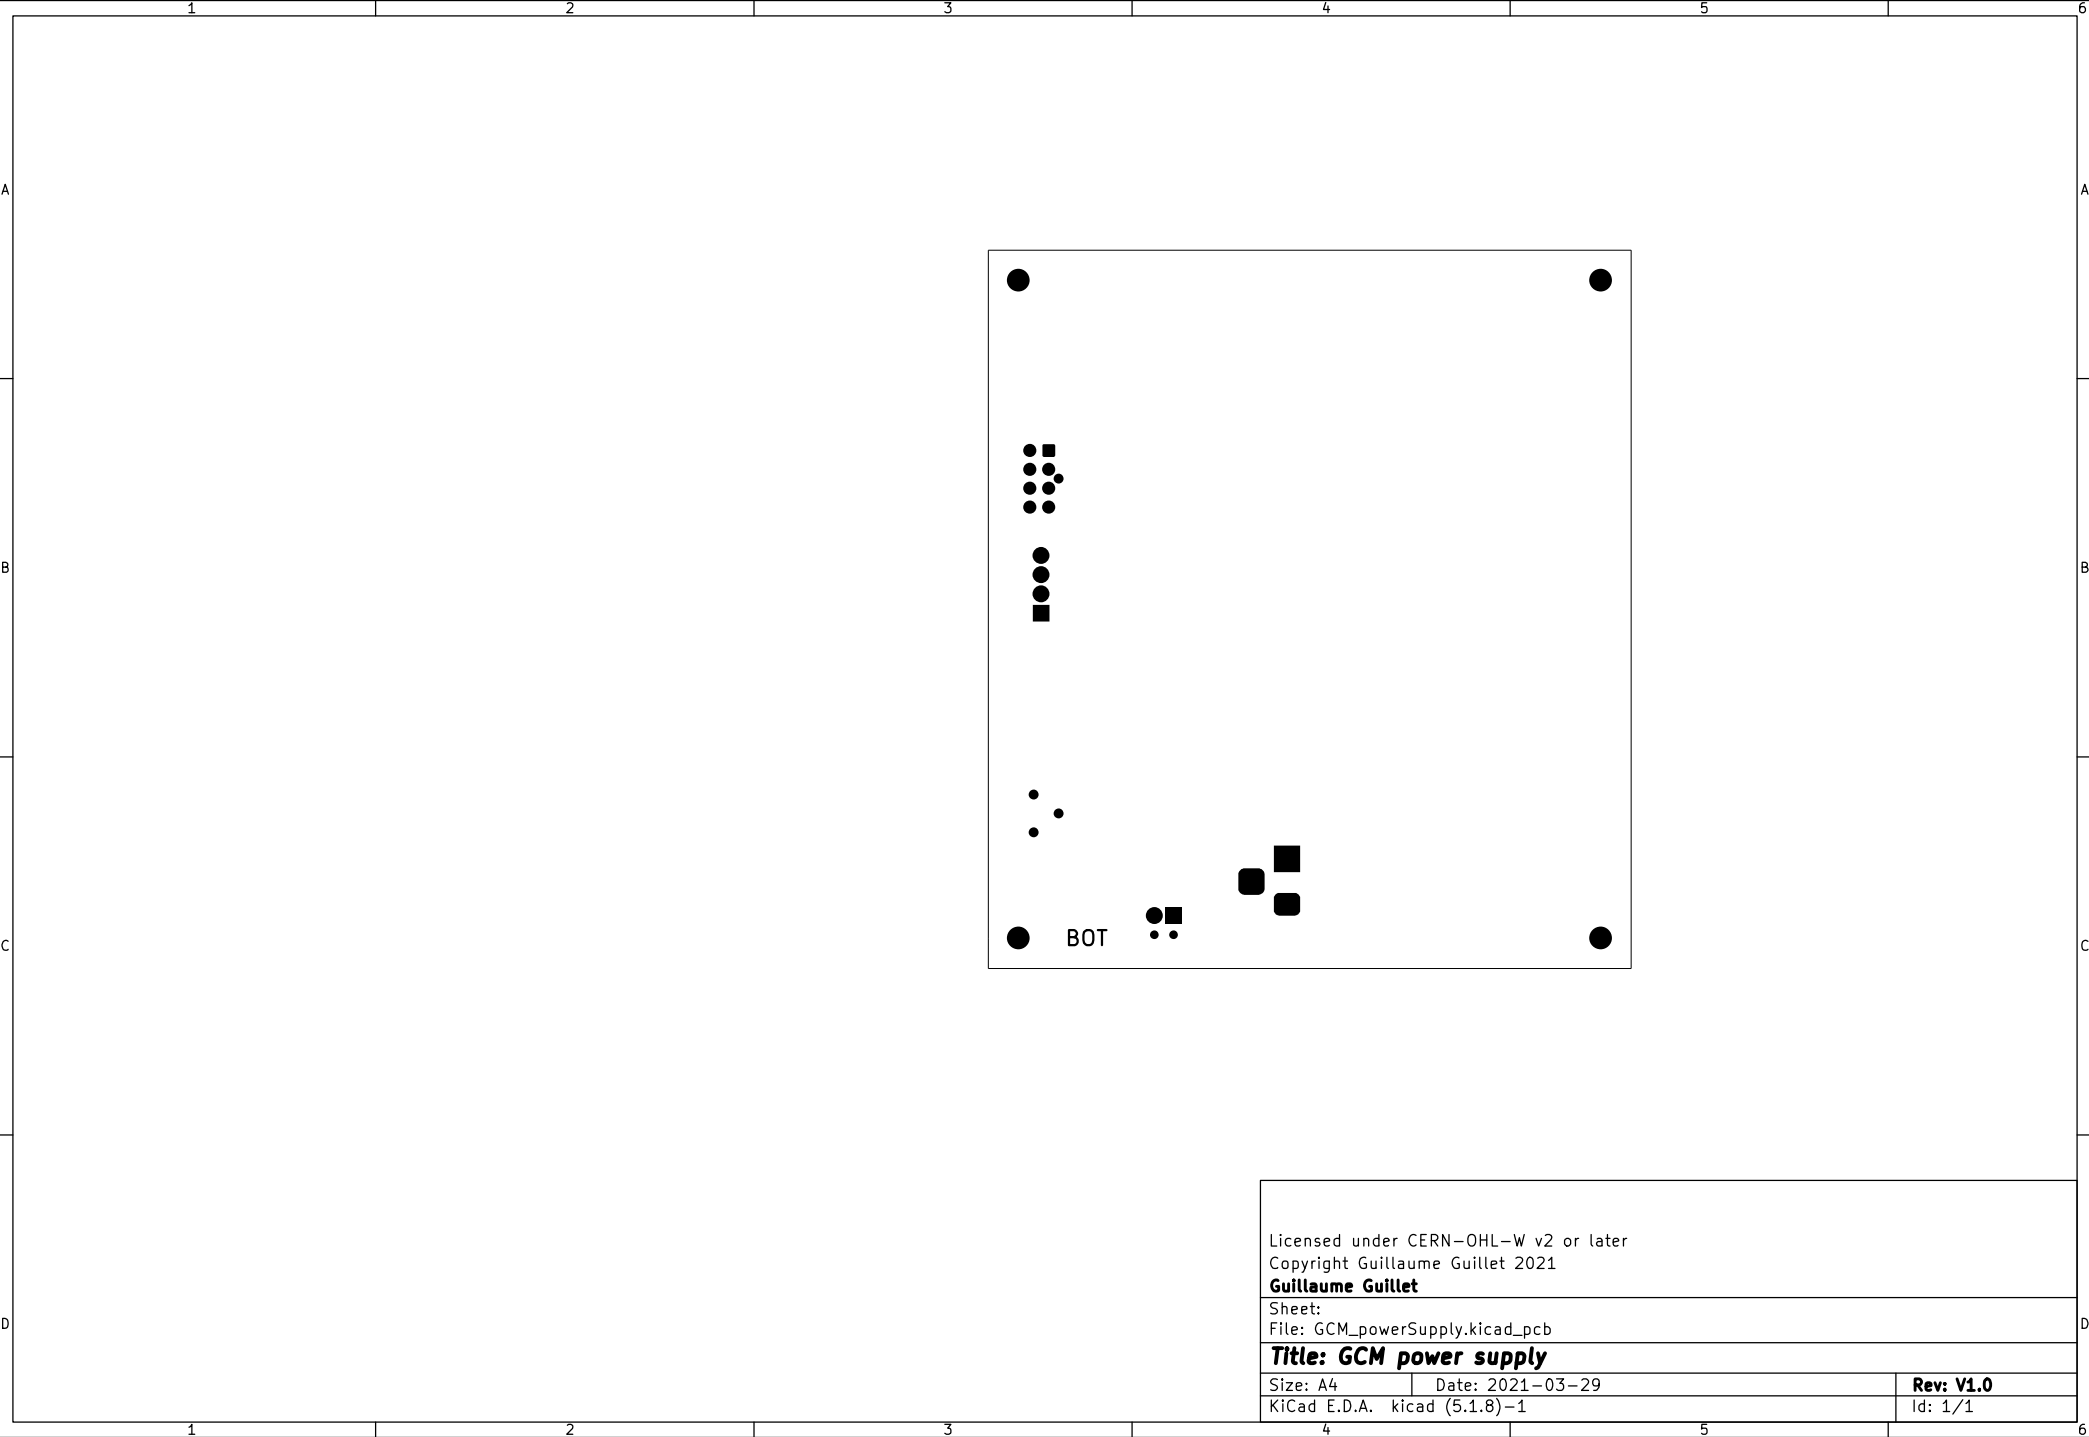 1 2 3 4 5 6
A A
B B
BOT
C C
Licensed under CERN-OHL-W v2 or later
Copyright Guillaume Guillet 2021
Guillaume Guillet
Sheet:
File: GCM_powerSupply.kicad_pcb
D D
Title: GCM power supply
Size: A4 Date: 2021-03-29 Rev: V1.0
KiCad E.D.A. kicad (5.1.8)-1 Id: 1/1
1 2 3 4 5 6